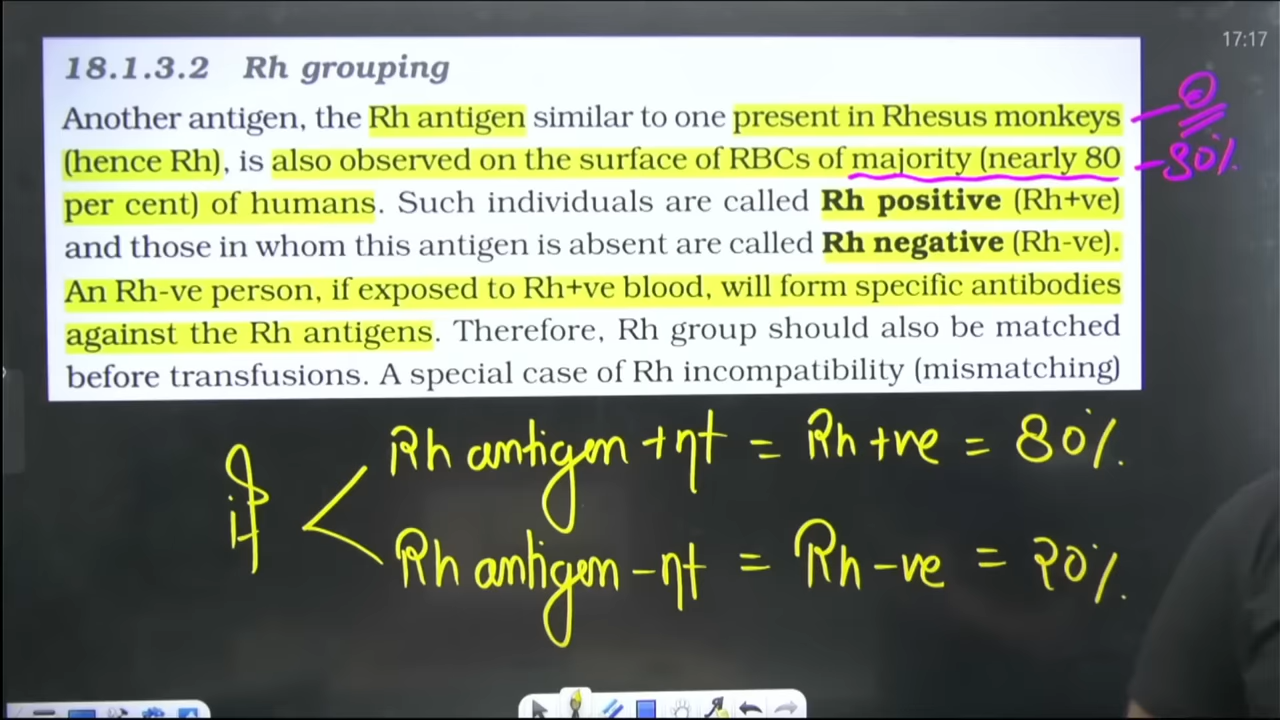 17:17
18.1.3.2 Rh grouping
Another antigen, the Rh antigen similar to one present in Rhesus monkeys
(hence Rh), is also observed on the surface of RBCs of majority (nearly 80
per cent) of humans. Such individuals are called Rh positive (Rh+ve)
and those in whom this antigen is absent are called Rh negative (Rh-ve).
An Rh-ve person, if exposed to Rh+ve blood, will form specific antibodies
against the Rh antigens. Therefore, Rh group should also be matched
before transfusions. A special case of Rh incompatibility (mismatching)
80%
if
Rh antigen +nt = Rh +ve = 80%.
Rh antigen -nt = Rh -ve = 20%.